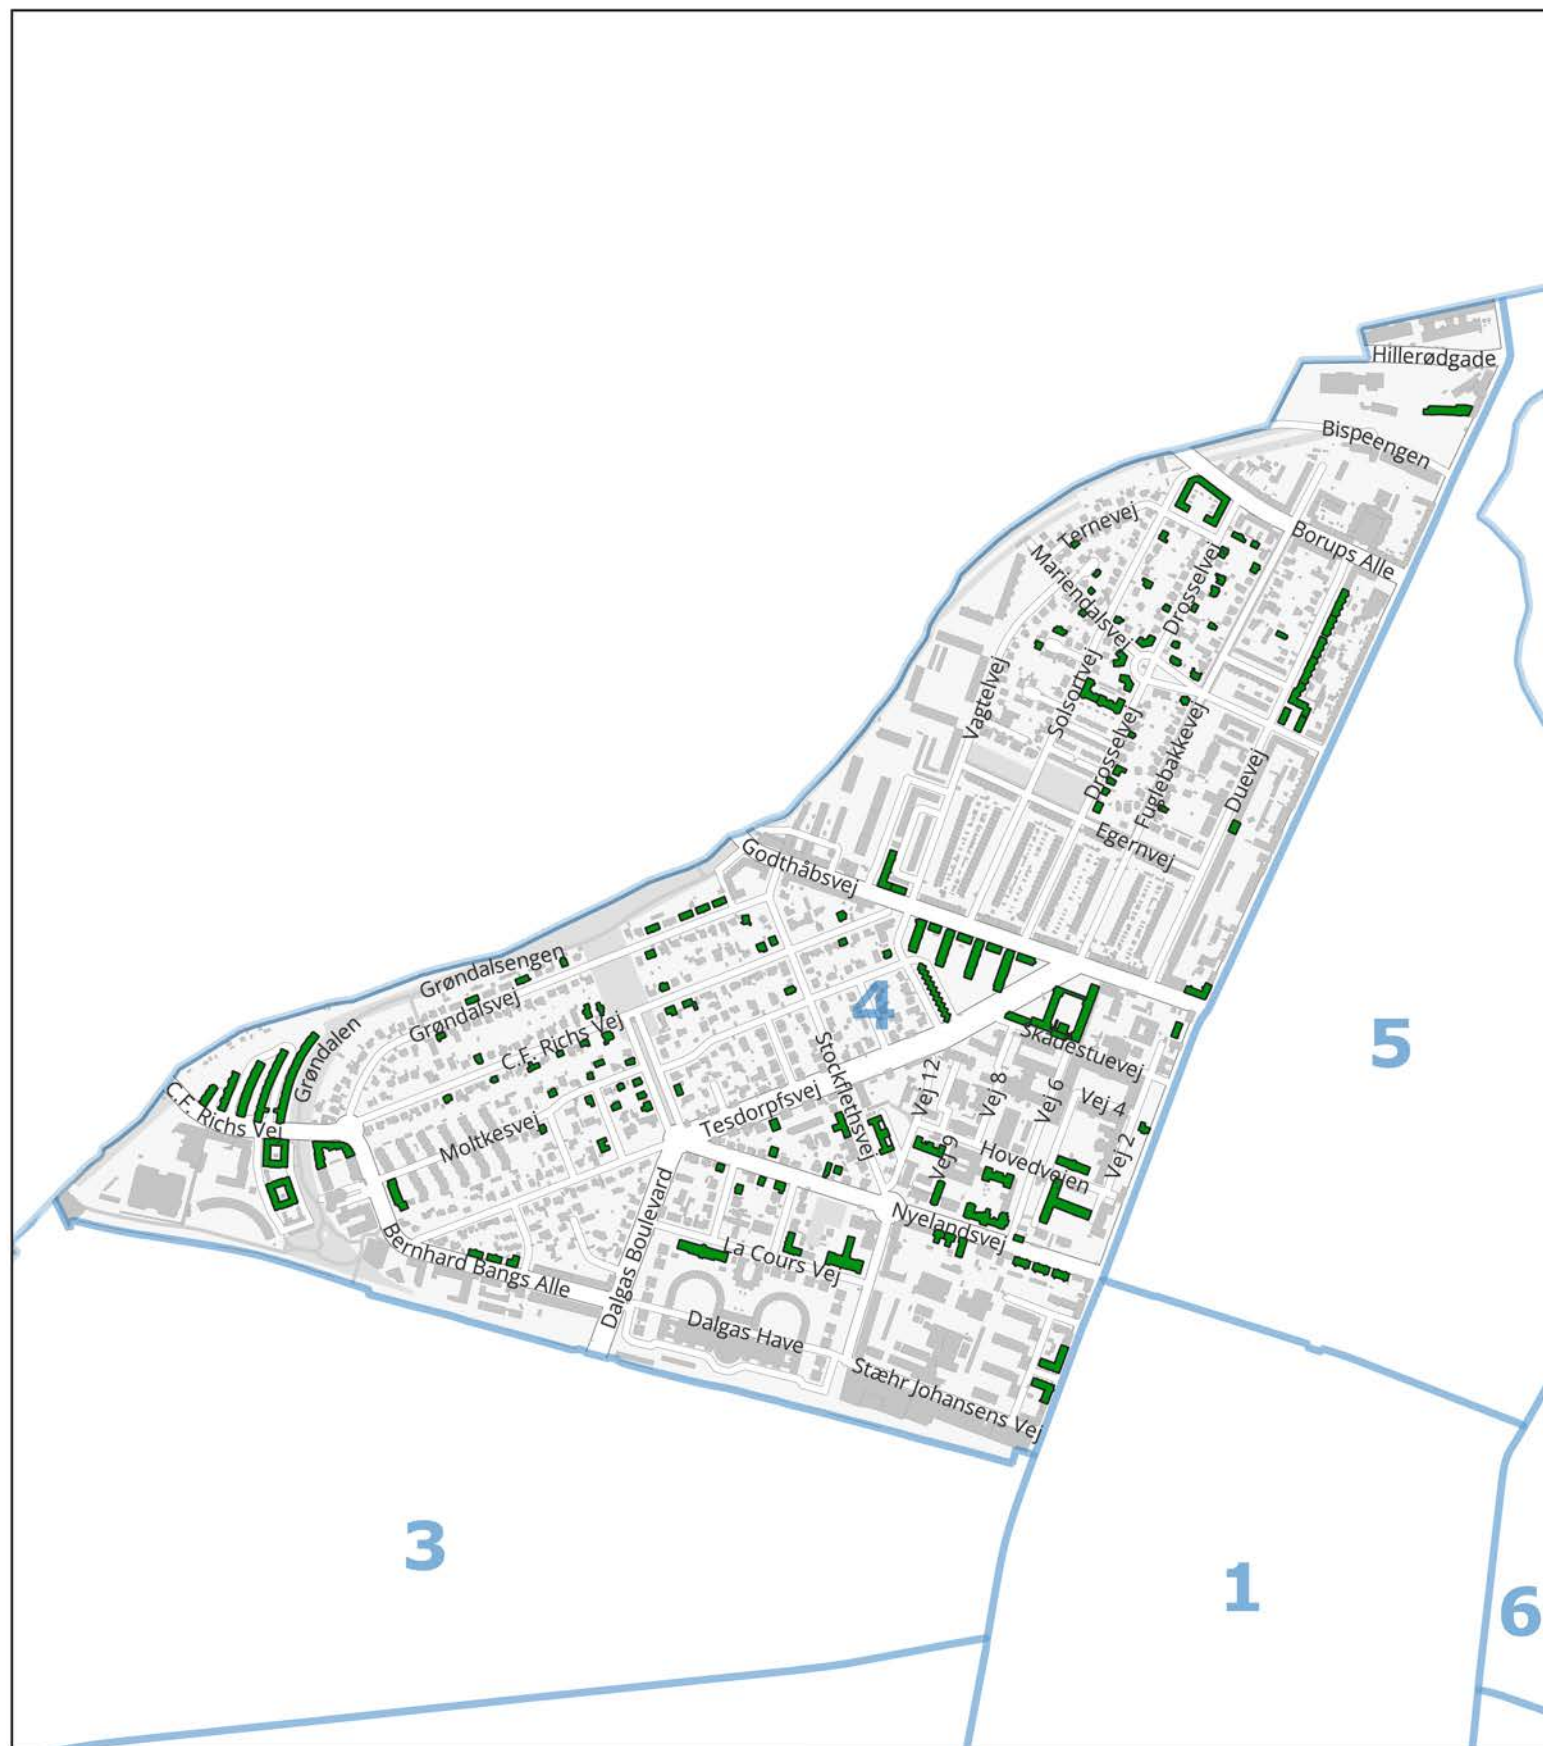 Hillerødgade
Bispeengen
Borups Alle
Ternevej
Mariendalsvej
Drosselvej
Solsortvej
Vagtelvej
Drosselvej
Fuglebakkevej
Duevej
Egernvej
Godthåbsvej
Grøndalsengen
Grøndalsvej
Grøndalen
C.F. Richs Vej
C.F. Richs Vej
4
5
Skadestuevej
Stockflethsvej
Vej 12
Vej 8
Vej 6
Vej 4
Vej 2
Tesdorpfsvej
Moltkesvej
Vej 9
Hovedvejen
Nyelandsvej
Bernhard Bangs Alle
Dalgas Boulevard
La Cours Vej
Dalgas Have
Stæhr Johansens Vej
3
1
6